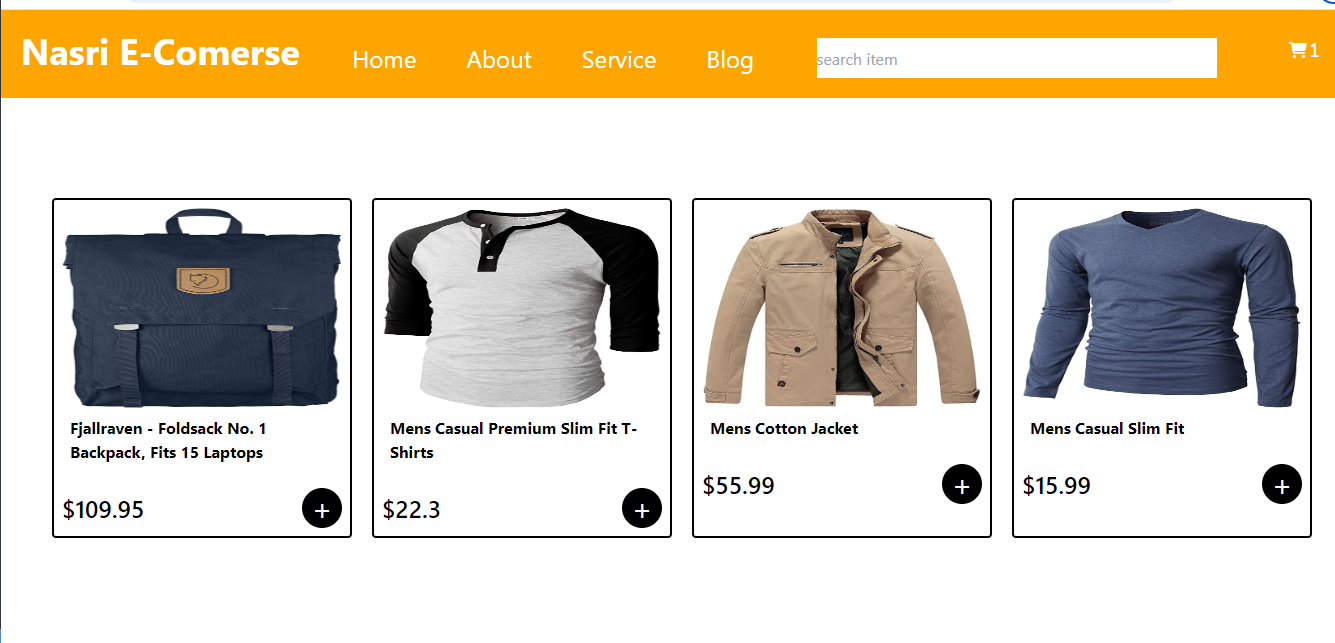 Nasri E-Comerse
Home
About
Service
Blog
search item
1
Fjallraven - Foldsack No. 1
Backpack, Fits 15 Laptops
$109.95
+
Mens Casual Premium Slim Fit T-
Shirts
$22.3
+
Mens Cotton Jacket
$55.99
+
Mens Casual Slim Fit
$15.99
+